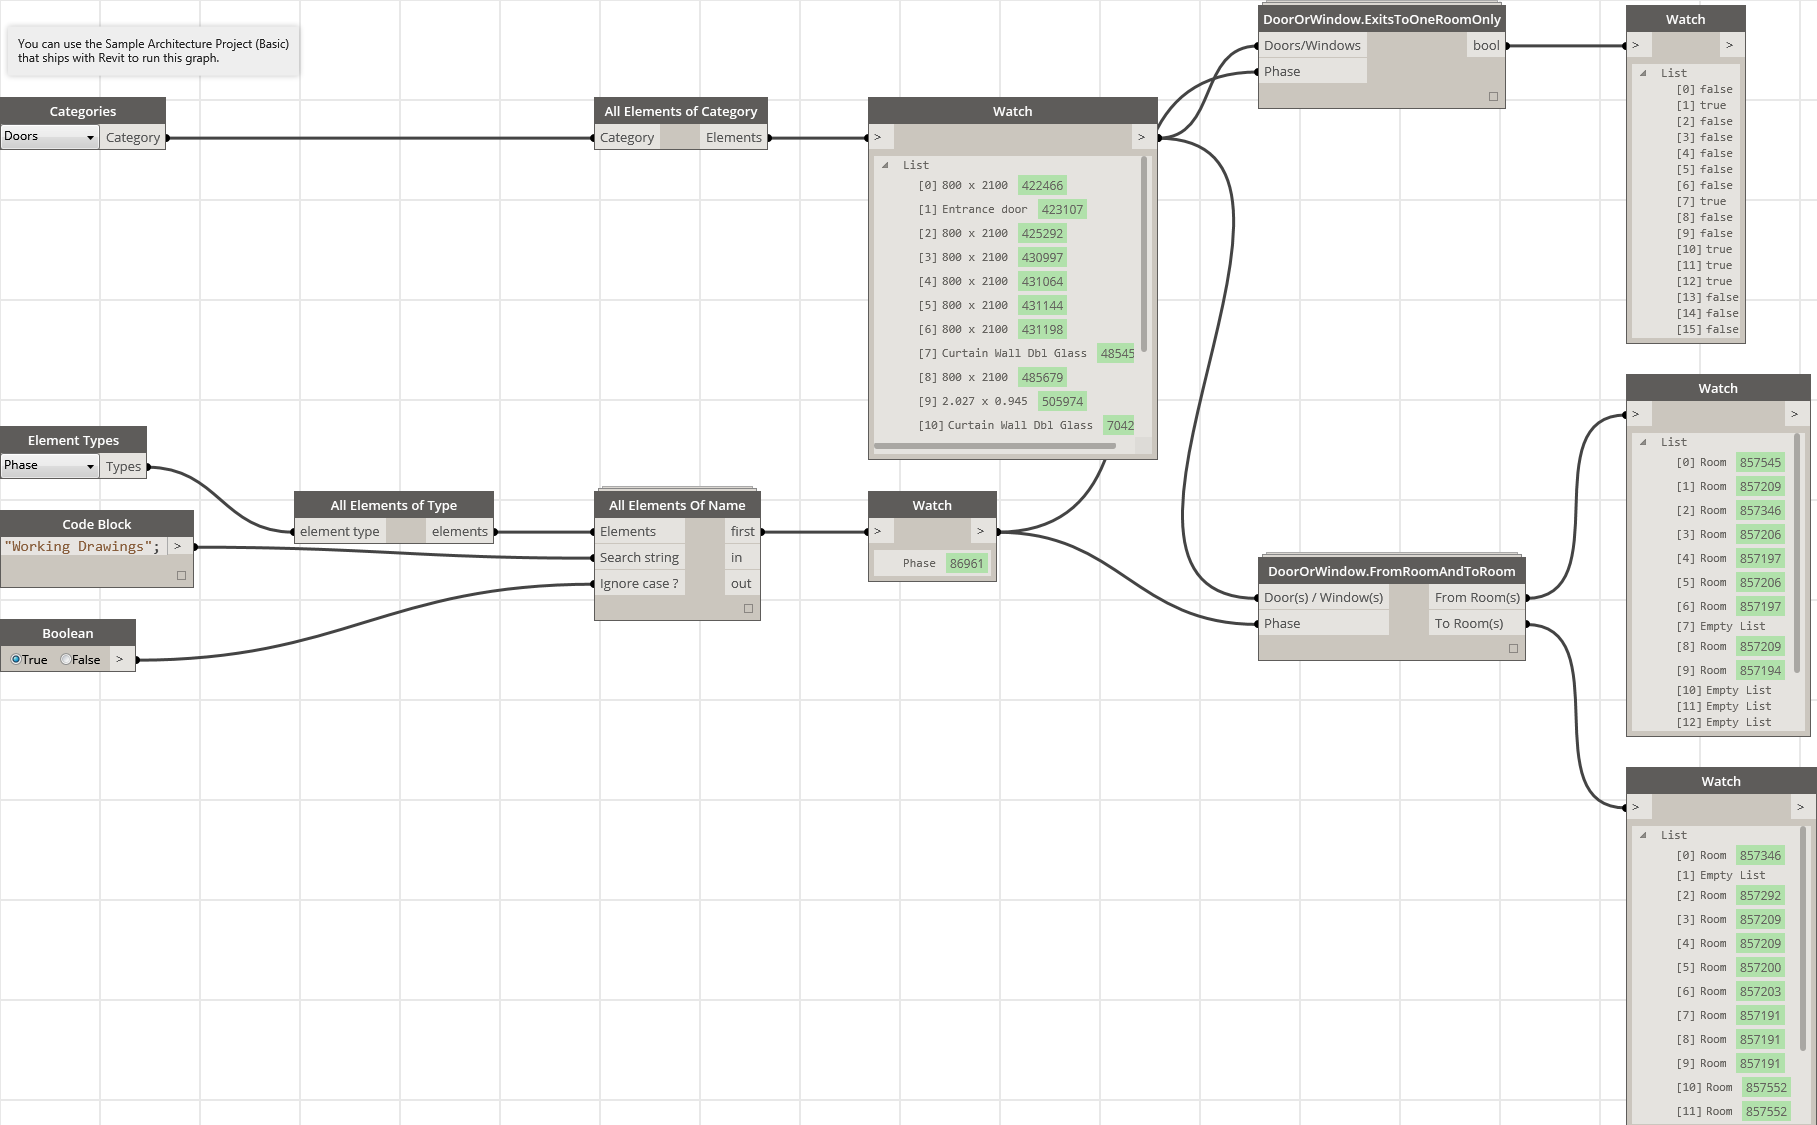 You can use the Sample Architecture Project (Basic)
that ships with Revit to run this graph.
Categories
Doors
Category
All Elements of Category
Category
Elements
Watch
>
>
List
[0] 800 x 2100 422466
[1] Entrance door 423107
[2] 800 x 2100 425292
[3] 800 x 2100 430997
[4] 800 x 2100 431064
[5] 800 x 2100 431144
[6] 800 x 2100 431198
[7] Curtain Wall Dbl Glass 48545
[8] 800 x 2100 485679
[9] 2.027 x 0.945 505974
[10] Curtain Wall Dbl Glass 7042
DoorOrWindow.ExitsToOneRoomOnly
Doors/Windows
bool
Phase
Watch
>
>
List
[0] false
[1] true
[2] false
[3] false
[4] false
[5] false
[6] false
[7] true
[8] false
[9] false
[10] true
[11] true
[12] true
[13] false
[14] false
[15] false
Element Types
Phase
Types
Code Block
"Working Drawings";
>
Boolean
True
False
>
All Elements of Type
element type
elements
All Elements Of Name
Elements
first
Search string
in
Ignore case ?
out
Watch
>
>
Phase 86961
DoorOrWindow.FromRoomAndToRoom
Door(s) / Window(s)
From Room(s)
Phase
To Room(s)
Watch
>
>
List
[0] Room 857545
[1] Room 857209
[2] Room 857346
[3] Room 857206
[4] Room 857197
[5] Room 857206
[6] Room 857197
[7] Empty List
[8] Room 857209
[9] Room 857194
[10] Empty List
[11] Empty List
[12] Empty List
Watch
>
>
List
[0] Room 857346
[1] Empty List
[2] Room 857292
[3] Room 857209
[4] Room 857209
[5] Room 857200
[6] Room 857203
[7] Room 857191
[8] Room 857191
[9] Room 857191
[10] Room 857552
[11] Room 857552